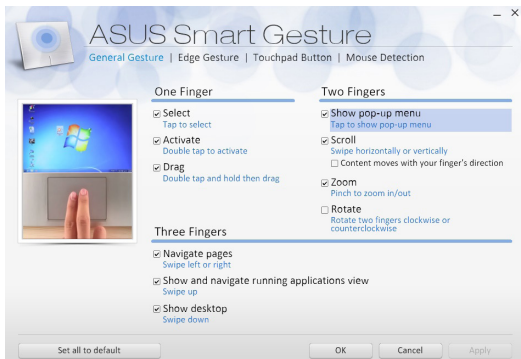 ASUS Smart Gesture
General Gesture | Edge Gesture | Touchpad Button | Mouse Detection
One Finger
Select
Tap to select
Activate
Double tap to activate
Drag
Double tap and hold then drag
Two Fingers
Show pop-up menu
Tap to show pop-up menu
Scroll
Swipe horizontally or vertically
Content moves with your finger's direction
Zoom
Pinch to zoom in/out
Rotate
Rotate two fingers clockwise or
counterclockwise
Three Fingers
Navigate pages
Swipe left or right
Show and navigate running applications view
Swipe up
Show desktop
Swipe down
Set all to default
OK
Cancel
Apply